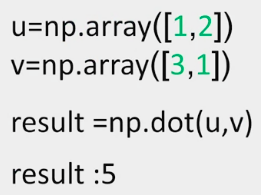 u=np.array([1,2])
v=np.array([3,1])
result =np.dot(u,v)
result :5